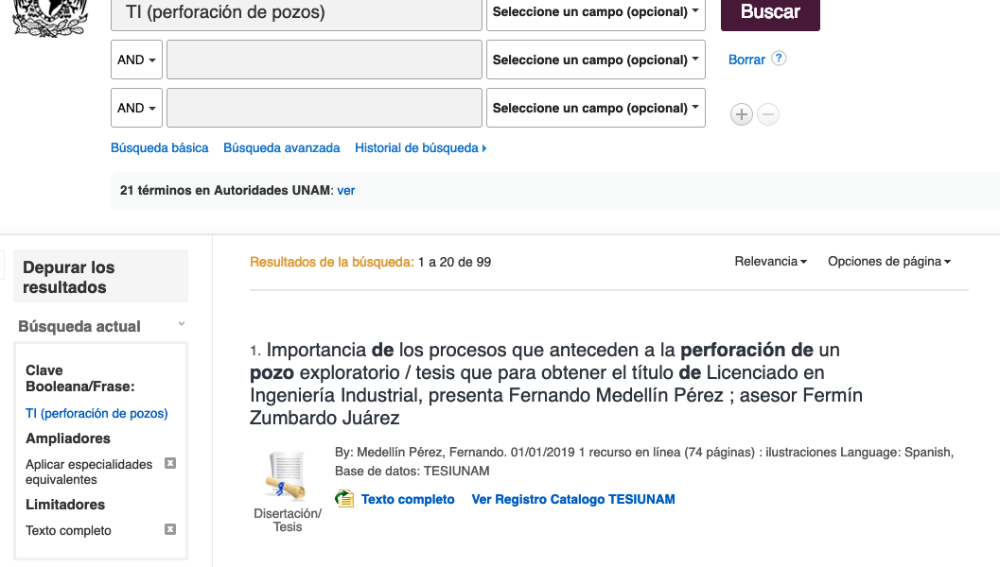 TI (perforación de pozos)
Seleccione un campo (opcional)
Buscar
AND
Seleccione un campo (opcional)
Borrar ?
AND
Seleccione un campo (opcional)
Búsqueda básica Búsqueda avanzada Historial de búsqueda
21 términos en Autoridades UNAM: ver
Depurar los
resultados
Búsqueda actual
Clave
Booleana/Frase:
TI (perforación de pozos)
Ampliadores
Aplicar especialidades
equivalentes
Limitadores
Texto completo
Resultados de la búsqueda: 1 a 20 de 99
Relevancia
Opciones de página
1. Importancia de los procesos que anteceden a la perforación de un
pozo exploratorio / tesis que para obtener el título de Licenciado en
Ingeniería Industrial, presenta Fernando Medellín Pérez ; asesor Fermín
Zumbardo Juárez
Disertación/
Tesis
By: Medellín Pérez, Fernando. 01/01/2019 1 recurso en línea (74 páginas) : ilustraciones Language: Spanish,
Base de datos: TESIUNAM
Texto completo Ver Registro Catalogo TESIUNAM